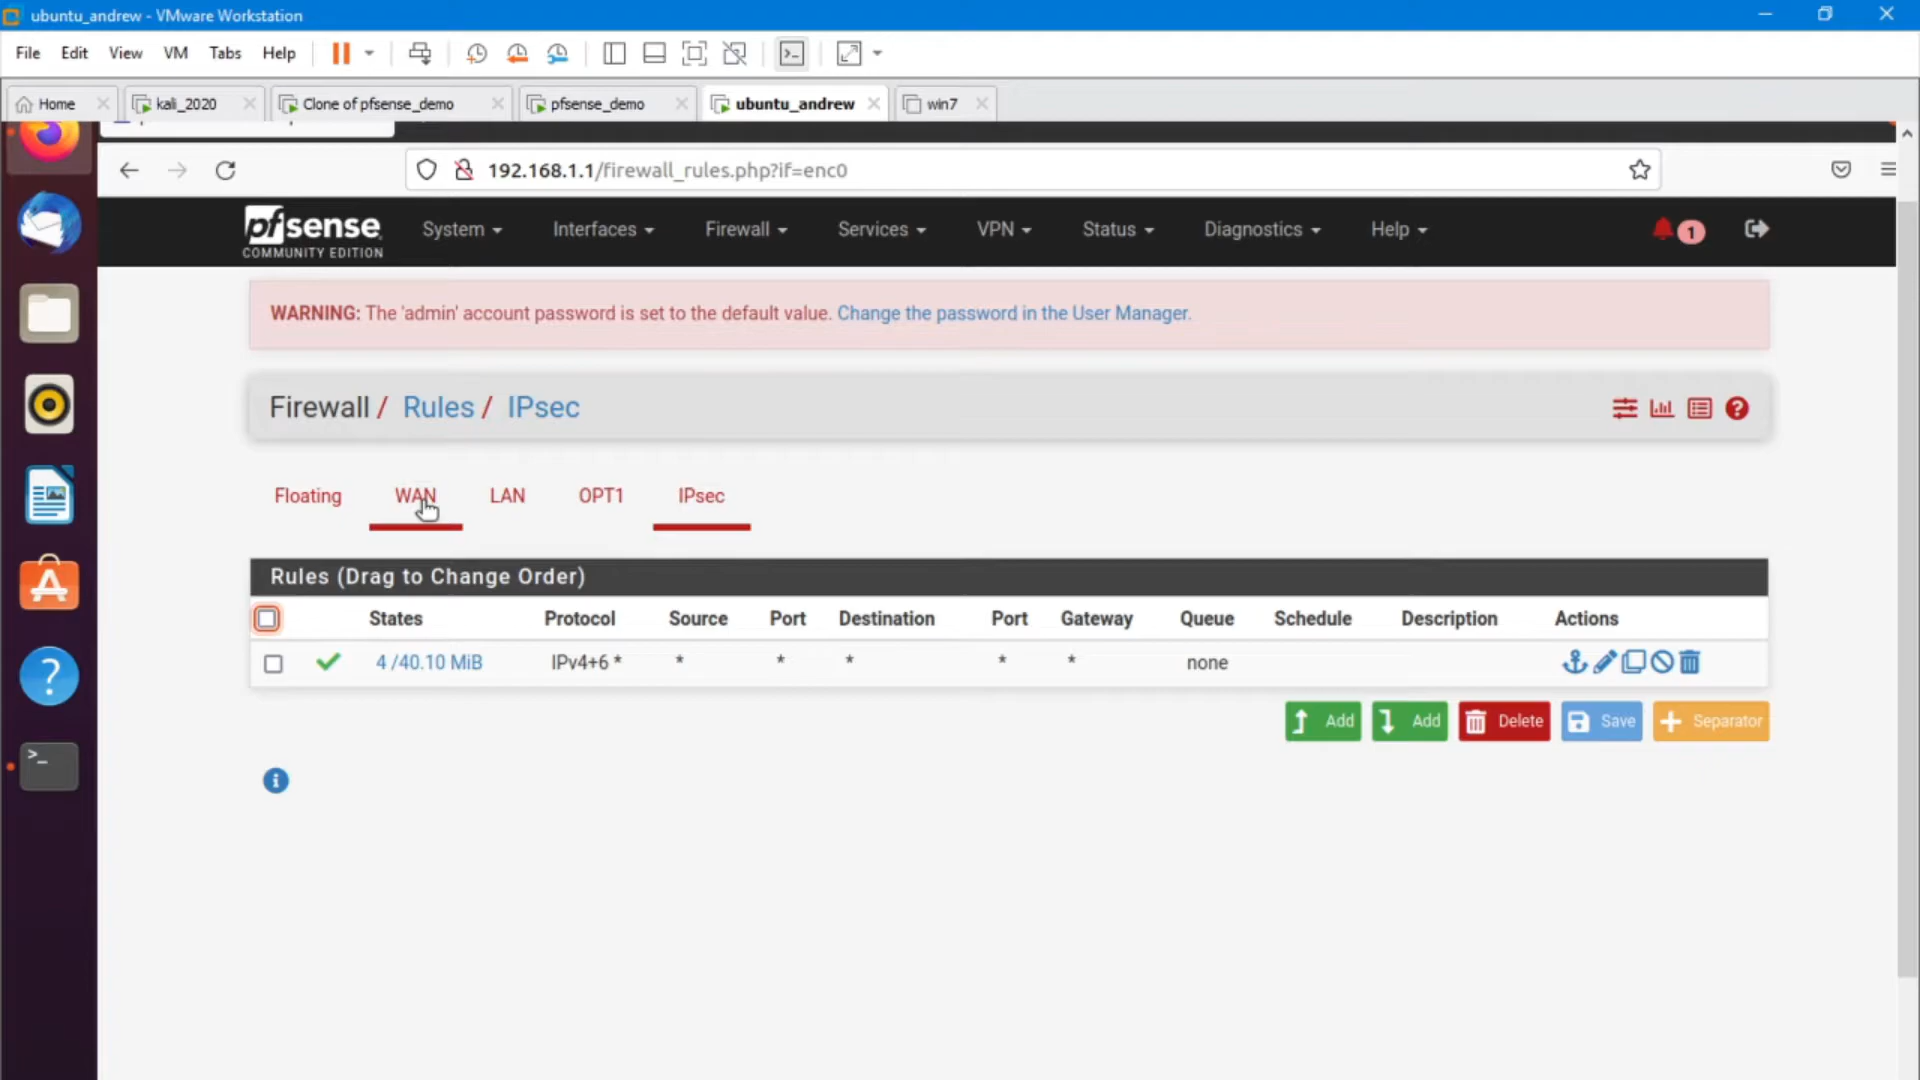 ubuntu_andrew - VMware Workstation
File Edit View VM Tabs Help
Home kali_2020 Clone of pfsense_demo pfsense_demo ubuntu_andrew win7
192.168.1.1/firewall_rules.php?if=enc0
pfsense
COMMUNITY EDITION
System Interfaces Firewall Services VPN Status Diagnostics Help 1
WARNING: The 'admin' account password is set to the default value. Change the password in the User Manager.
Firewall / Rules / IPsec
Floating WAN LAN OPT1 IPsec
Rules (Drag to Change Order)
States Protocol Source Port Destination Port Gateway Queue Schedule Description Actions
4 /40.10 MiB IPv4+6 * * * * * * none
Add Add Delete Save Separator